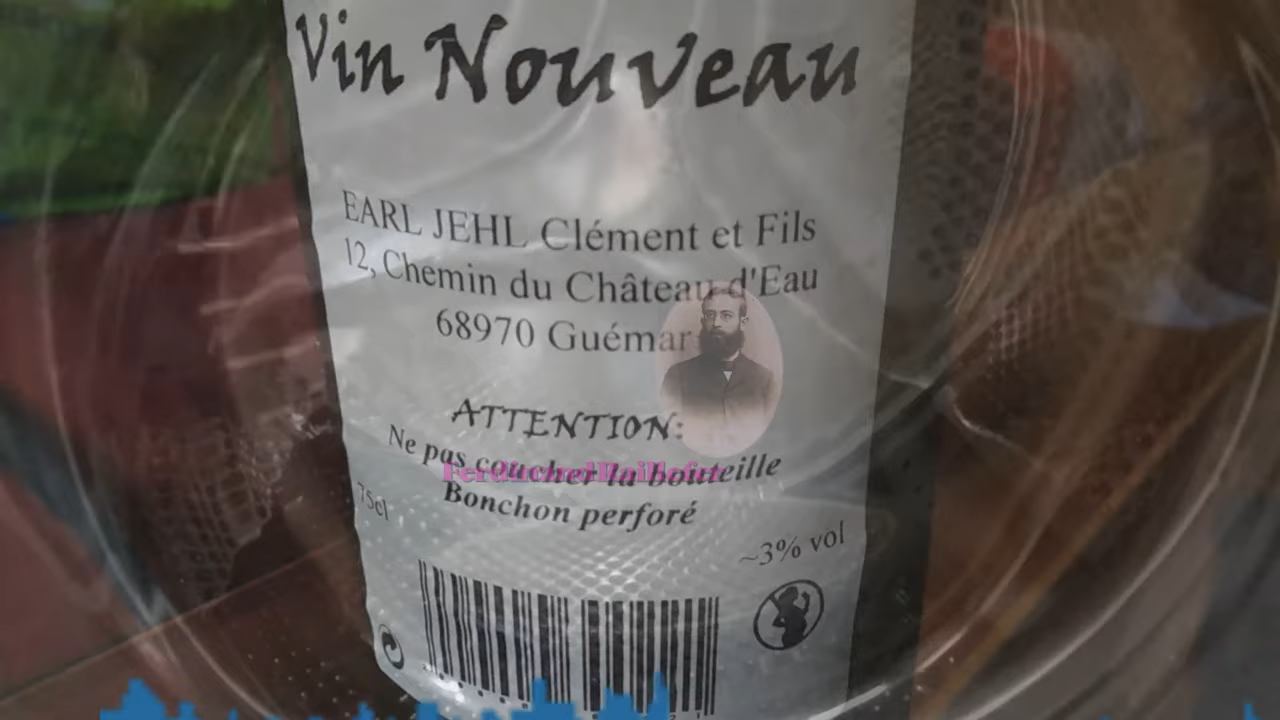 Vin Nouveau
EARL JEHL Clément et Fils
12, Chemin du Château d'Eau
68970 Guémar
ATTENTION:
Ne pas coucher la bouteille
Bonchon perforé
75cl
~3% vol